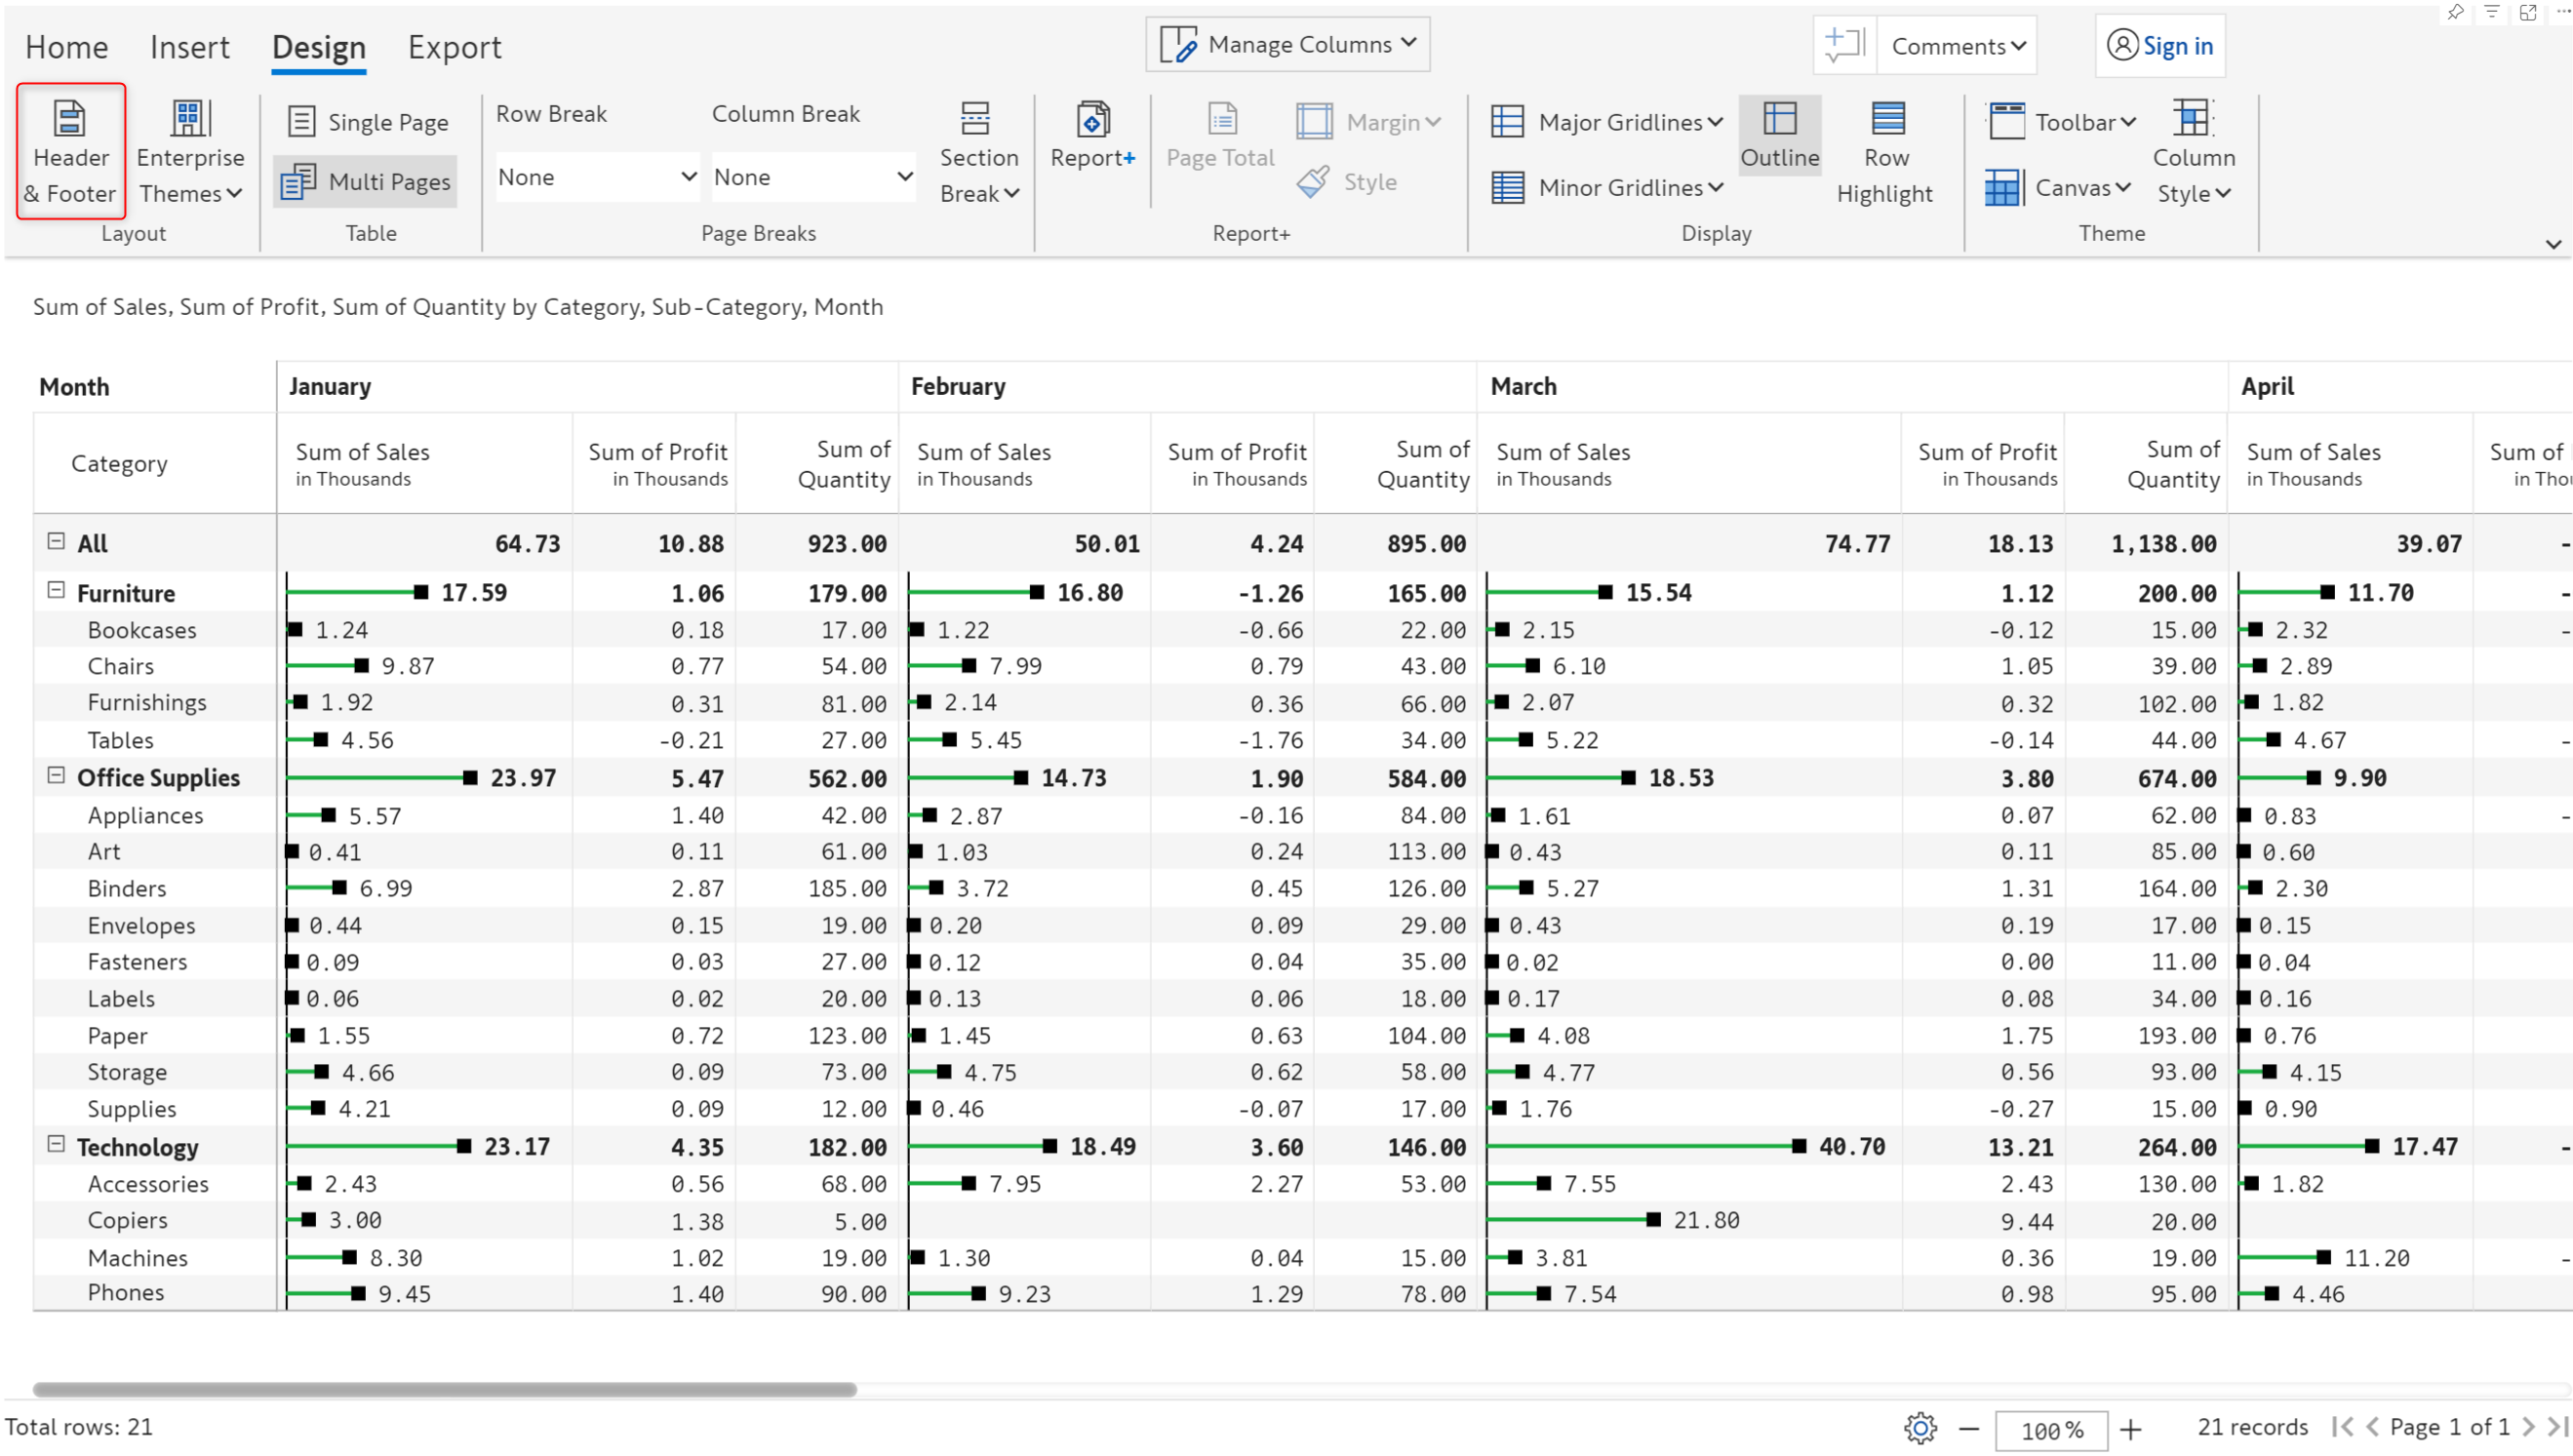 Home Insert Design Export Manage Columns Comments Sign in
Header & Footer
Enterprise Themes
Layout
Single Page
Multi Pages
Table
Row Break Column Break
None None
Section Break
Page Breaks
Report+
Page Total
Margin
Style
Report+
Major Gridlines
Minor Gridlines
Outline
Row Highlight
Display
Toolbar
Canvas
Column Style
Theme
Sum of Sales, Sum of Profit, Sum of Quantity by Category, Sub-Category, Month
Month January February March April
Category Sum of Sales in Thousands Sum of Profit in Thousands Sum of Quantity Sum of Sales in Thousands Sum of Profit in Thousands Sum of Quantity Sum of Sales in Thousands Sum of Profit in Thousands Sum of Quantity Sum of Sales in Thousands Sum of in
All 64.73 10.88 923.00 50.01 4.24 895.00 74.77 18.13 1,138.00 39.07 -
Furniture 17.59 1.06 179.00 16.80 -1.26 165.00 15.54 1.12 200.00 11.70 -
Bookcases 1.24 0.18 17.00 1.22 -0.66 22.00 2.15 -0.12 15.00 2.32 -
Chairs 9.87 0.77 54.00 7.99 0.79 43.00 6.10 1.05 39.00 2.89
Furnishings 1.92 0.31 81.00 2.14 0.36 66.00 2.07 0.32 102.00 1.82
Tables 4.56 -0.21 27.00 5.45 -1.76 34.00 5.22 -0.14 44.00 4.67 -
Office Supplies 23.97 5.47 562.00 14.73 1.90 584.00 18.53 3.80 674.00 9.90
Appliances 5.57 1.40 42.00 2.87 -0.16 84.00 1.61 0.07 62.00 0.83 -
Art 0.41 0.11 61.00 1.03 0.24 113.00 0.43 0.11 85.00 0.60
Binders 6.99 2.87 185.00 3.72 0.45 126.00 5.27 1.31 164.00 2.30
Envelopes 0.44 0.15 19.00 0.20 0.09 29.00 0.43 0.19 17.00 0.15
Fasteners 0.09 0.03 27.00 0.12 0.04 35.00 0.02 0.00 11.00 0.04
Labels 0.06 0.02 20.00 0.13 0.06 18.00 0.17 0.08 34.00 0.16
Paper 1.55 0.72 123.00 1.45 0.63 104.00 4.08 1.75 193.00 0.76
Storage 4.66 0.09 73.00 4.75 0.62 58.00 4.77 0.56 93.00 4.15
Supplies 4.21 0.09 12.00 0.46 -0.07 17.00 1.76 -0.27 15.00 0.90
Technology 23.17 4.35 182.00 18.49 3.60 146.00 40.70 13.21 264.00 17.47 -
Accessories 2.43 0.56 68.00 7.95 2.27 53.00 7.55 2.43 130.00 1.82
Copiers 3.00 1.38 5.00 21.80 9.44 20.00
Machines 8.30 1.02 19.00 1.30 0.04 15.00 3.81 0.36 19.00 11.20 -
Phones 9.45 1.40 90.00 9.23 1.29 78.00 7.54 0.98 95.00 4.46
Total rows: 21 100% 21 records Page 1 of 1